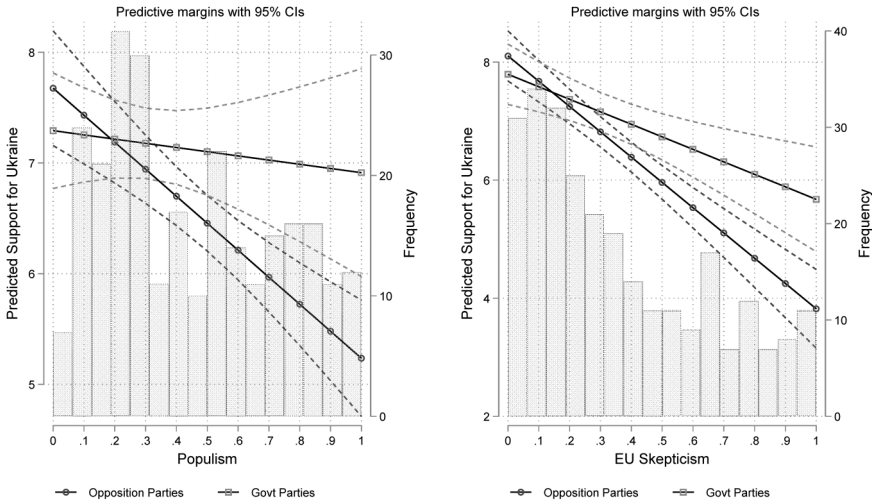 Predictive margins with 95% CIs
Predicted Support for Ukraine
8
7
6
5
30
20
10
0
Frequency
0 .1 .2 .3 .4 .5 .6 .7 .8 .9 1
Populism
Opposition Parties Govt Parties
Predictive margins with 95% CIs
Predicted Support for Ukraine
8
6
4
2
40
30
20
10
0
Frequency
0 .1 .2 .3 .4 .5 .6 .7 .8 .9 1
EU Skepticism
Opposition Parties Govt Parties